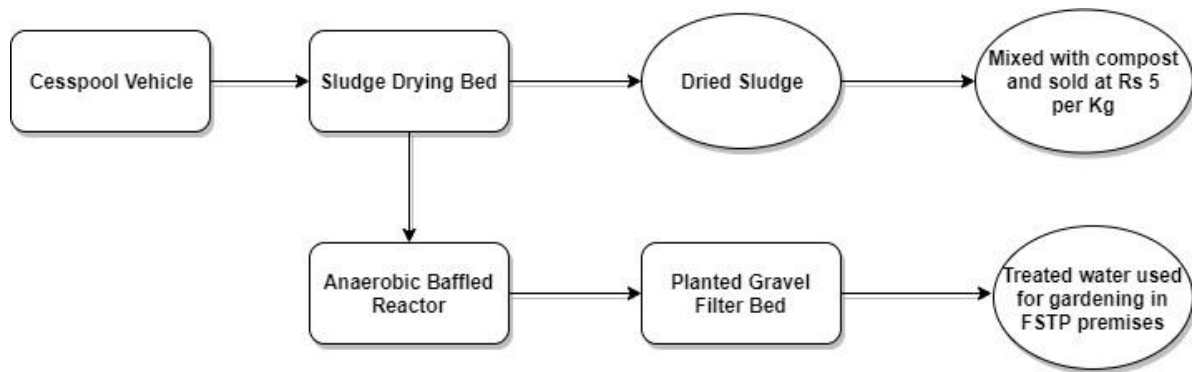 Cesspool Vehicle
Sludge Drying Bed
Dried Sludge
Mixed with compost
and sold at Rs 5
per Kg
Anaerobic Baffled
Reactor
Planted Gravel
Filter Bed
Treated water used
for gardening in
FSTP premises